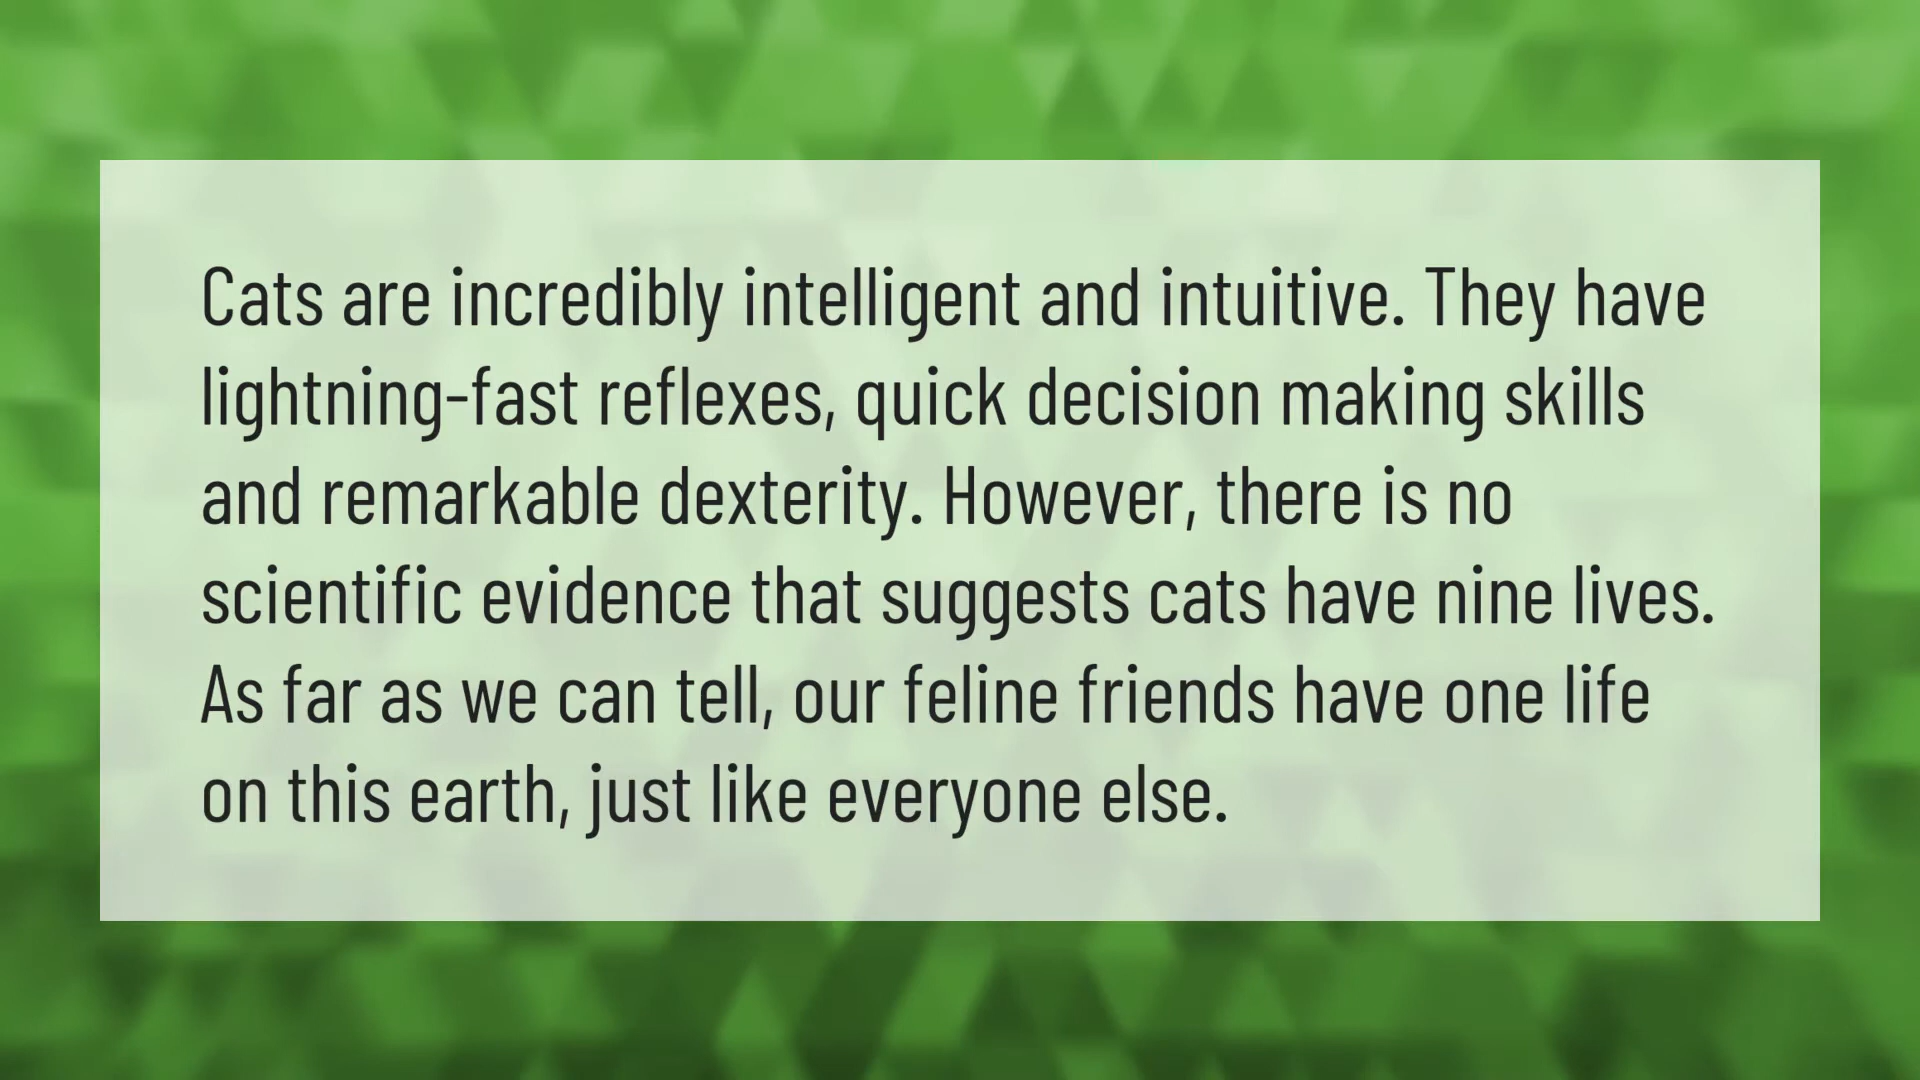 Cats are incredibly intelligent and intuitive. They have
lightning-fast reflexes, quick decision making skills
and remarkable dexterity. However, there is no
scientific evidence that suggests cats have nine lives.
As far as we can tell, our feline friends have one life
on this earth, just like everyone else.